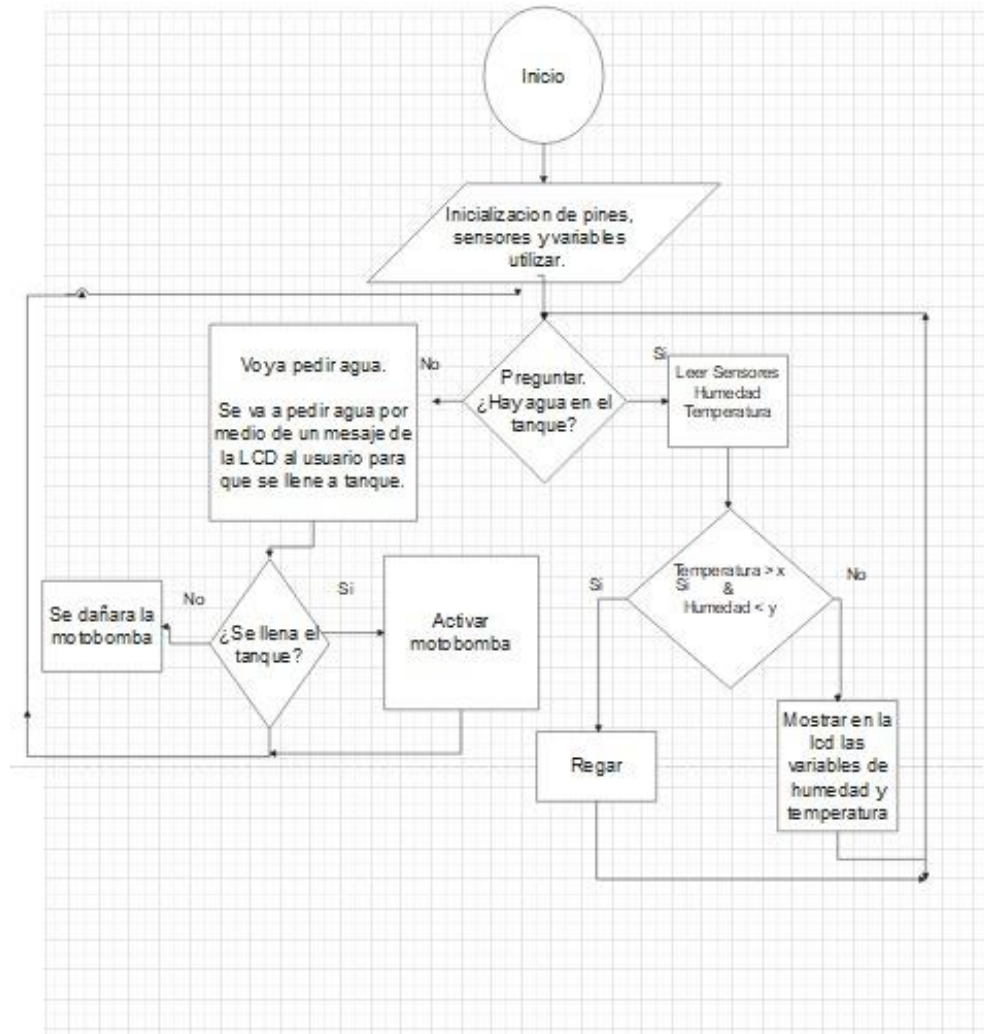 Inicio
Inicializacion de pines,
sensores y variables
utilizar.
No
Preguntar.
¿Hay agua en el
tanque?
Si
Leer Sensores
Humedad
Temperatura
Voy a pedir agua.
Se va a pedir agua por
medio de un mesaje de
la LCD al usuario para
que se llene a tanque.
Se dañara la
motobomba
No
¿Se llena el
tanque?
Si
Activar
motobomba
Si
Temperatura > x
Si &
Humedad < y
No
Regar
Mostrar en la
lcd las
variables de
humedad y
temperatura